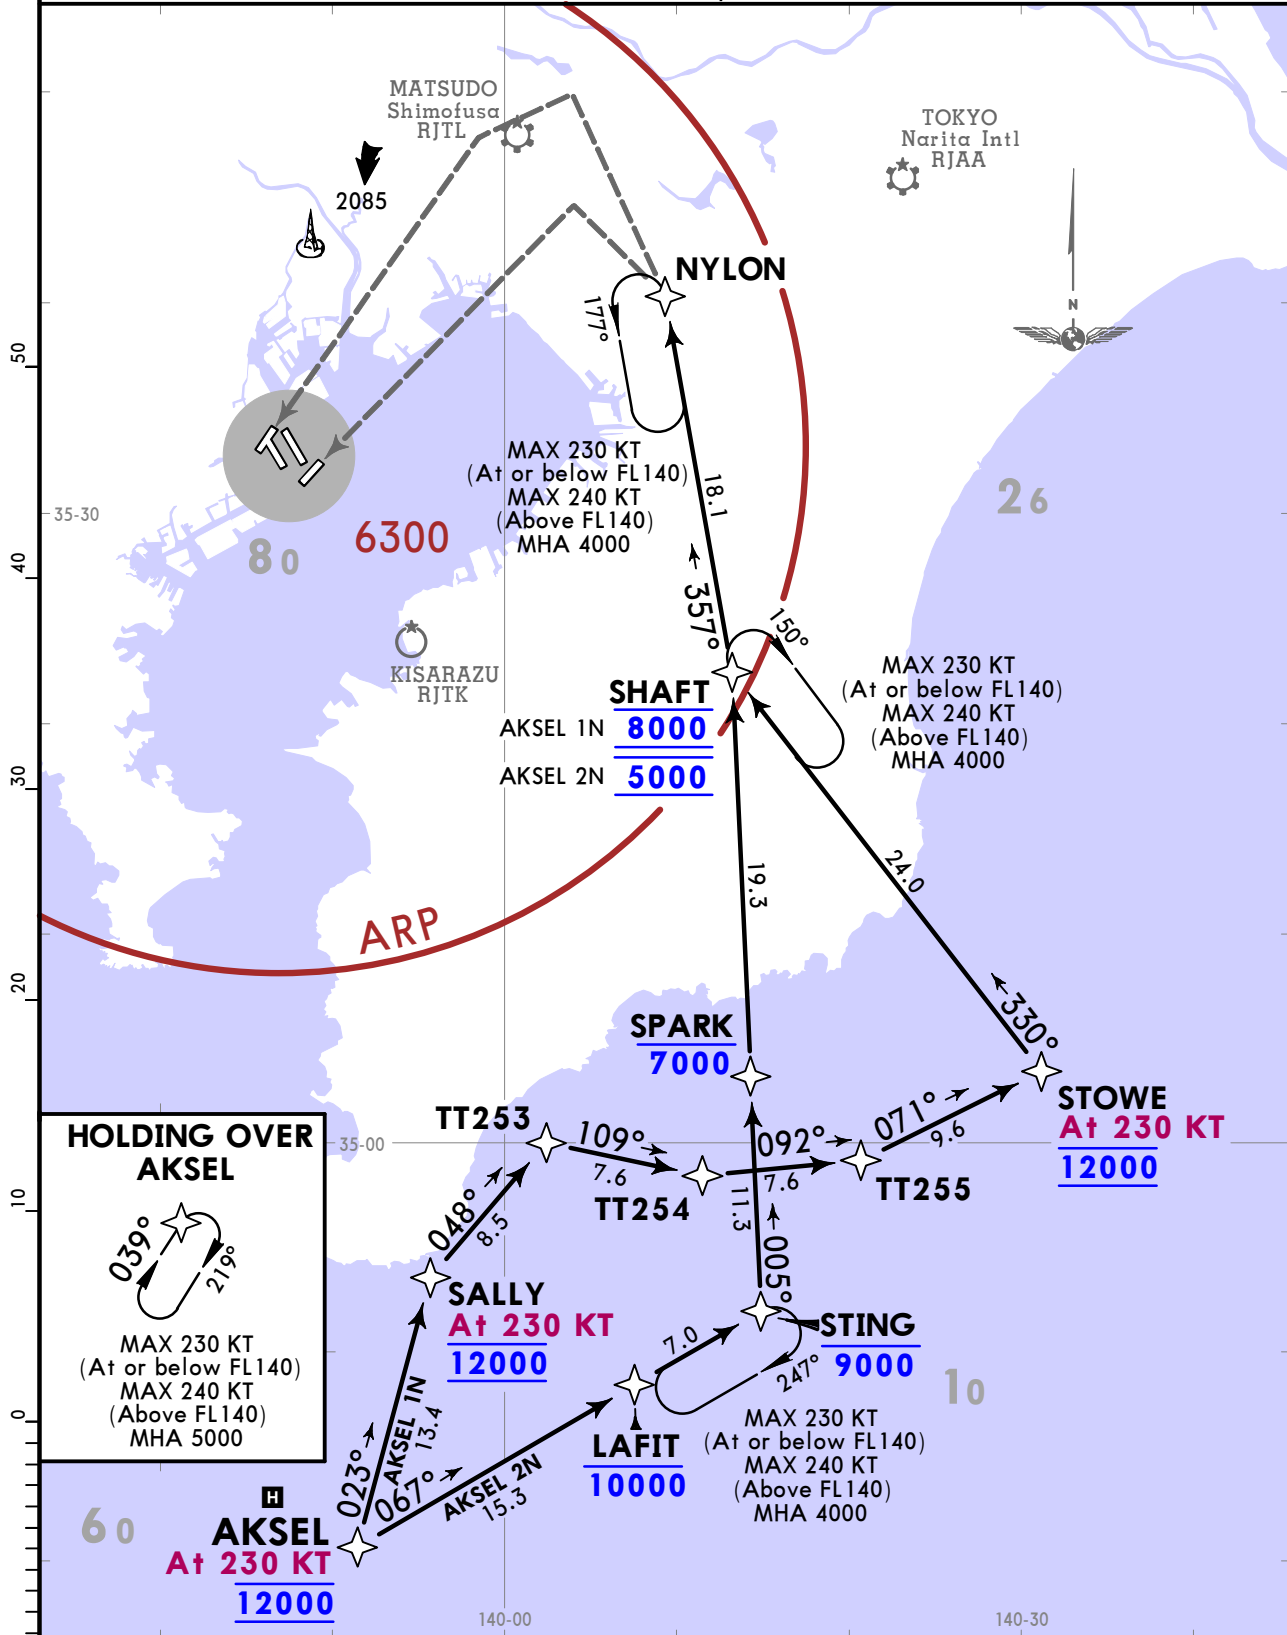 MATSUDO
Shimofusa
RJTL
TOKYO
Narita Intl
RJAA
2085
NYLON
177°
N
50
MAX 230 KT
(At or below FL140)
MAX 240 KT
(Above FL140)
MHA 4000
18.1
26
35-30
80
6300
40
357°
150°
KISARAZU
RJTK
MAX 230 KT
(At or below FL140)
MAX 240 KT
(Above FL140)
MHA 4000
SHAFT
AKSEL 1N 8000
AKSEL 2N 5000
30
19.3
24.0
ARP
20
330°
SPARK
7000
STOWE
At 230 KT
12000
TT253
109°
7.6
TT254
092°
7.6
071°
9.6
TT255
35-00
HOLDING OVER
AKSEL
039°
219°
MAX 230 KT
(At or below FL140)
MAX 240 KT
(Above FL140)
MHA 5000
10
048°
8.5
11.3
005°
SALLY
At 230 KT
12000
7.0
STING
9000
247°
10
0
MAX 230 KT
(At or below FL140)
MAX 240 KT
(Above FL140)
MHA 4000
LAFIT
10000
023°
AKSEL 1N
13.4
067°
AKSEL 2N
15.3
60
H
AKSEL
At 230 KT
12000
140-00
140-30